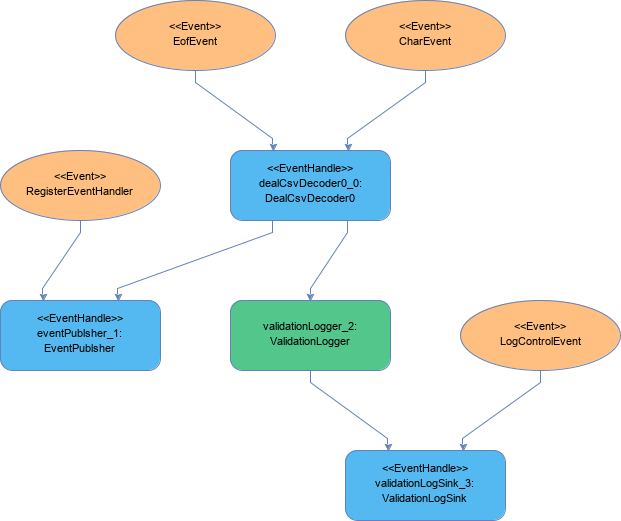 <<Event>>
EofEvent
<<Event>>
CharEvent
<<EventHandle>>
dealCsvDecoder0_0:
DealCsvDecoder0
<<Event>>
RegisterEventHandler
<<EventHandle>>
eventPublsher_1:
EventPublsher
validationLogger_2:
ValidationLogger
<<Event>>
LogControlEvent
<<EventHandle>>
validationLogSink_3:
ValidationLogSink